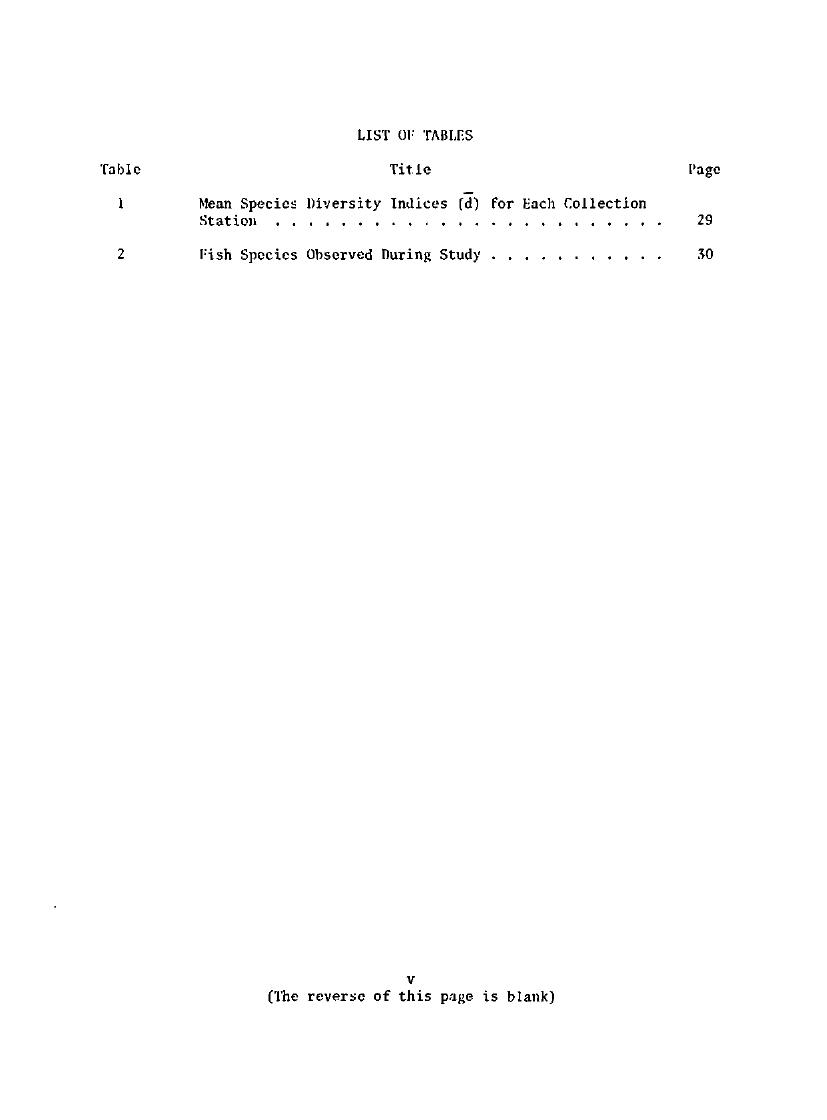 LIST OF TABLES
Table Title Page
1 Mean Species Diversity Indices (d̅) for Each Collection
Station . . . . . . . . . . . . . . . . . . . . . . . . 29
2 Fish Species Observed During Study . . . . . . . . . . . 30
v
(The reverse of this page is blank)